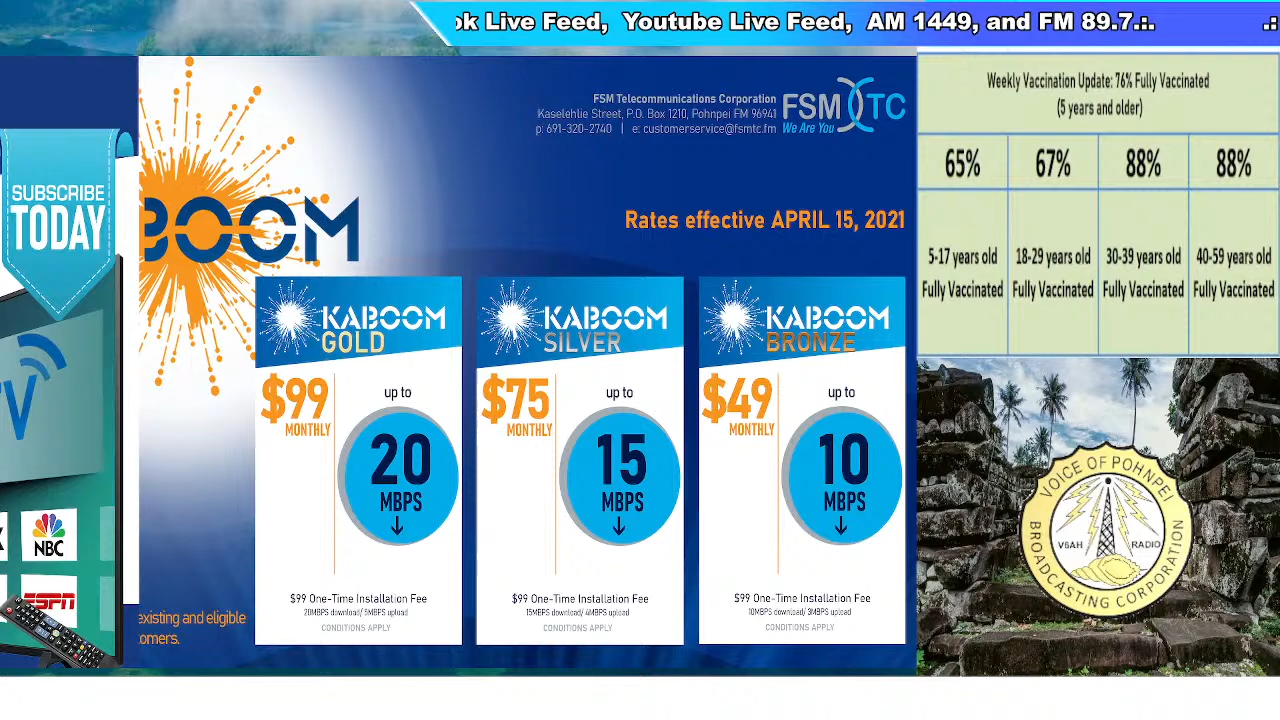 ok Live Feed, Youtube Live Feed, AM 1449, and FM 89.7.:. .:
SUBSCRIBE
TODAY
V
NBC
ESPN
BOOM
FSM Telecommunications Corporation
Kaselehlie Street, P.O. Box 1210, Pohnpei FM 96941
p: 691-320-2740 | e: customerservice@fsmtc.fm
FSM TC
We Are You
Rates effective APRIL 15, 2021
KABOOM
GOLD
$99
MONTHLY
up to
20
MBPS
$99 One-Time Installation Fee
20MBPS download/ 5MBPS upload
CONDITIONS APPLY
KABOOM
SILVER
$75
MONTHLY
up to
15
MBPS
$99 One-Time Installation Fee
15MBPS download/ 4MBPS upload
CONDITIONS APPLY
KABOOM
BRONZE
$49
MONTHLY
up to
10
MBPS
$99 One-Time Installation Fee
10MBPS download/ 3MBPS upload
CONDITIONS APPLY
existing and eligible
omers.
Weekly Vaccination Update: 76% Fully Vaccinated
(5 years and older)
65% 67% 88% 88%
5-17 years old 18-29 years old 30-39 years old 40-59 years old
Fully Vaccinated Fully Vaccinated Fully Vaccinated Fully Vaccinated
VOICE OF POHNPEI
V6AH RADIO
BROADCASTING CORPORATION